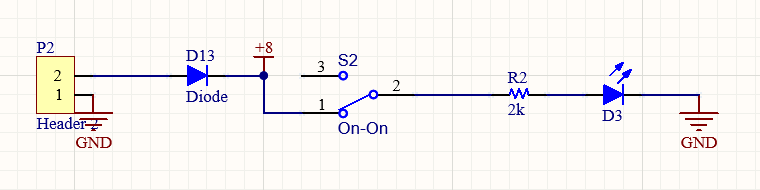 P2
2
1
Header 2
GND
D13
Diode
+8
S2
3
1
2
On-On
R2
2k
D3
GND